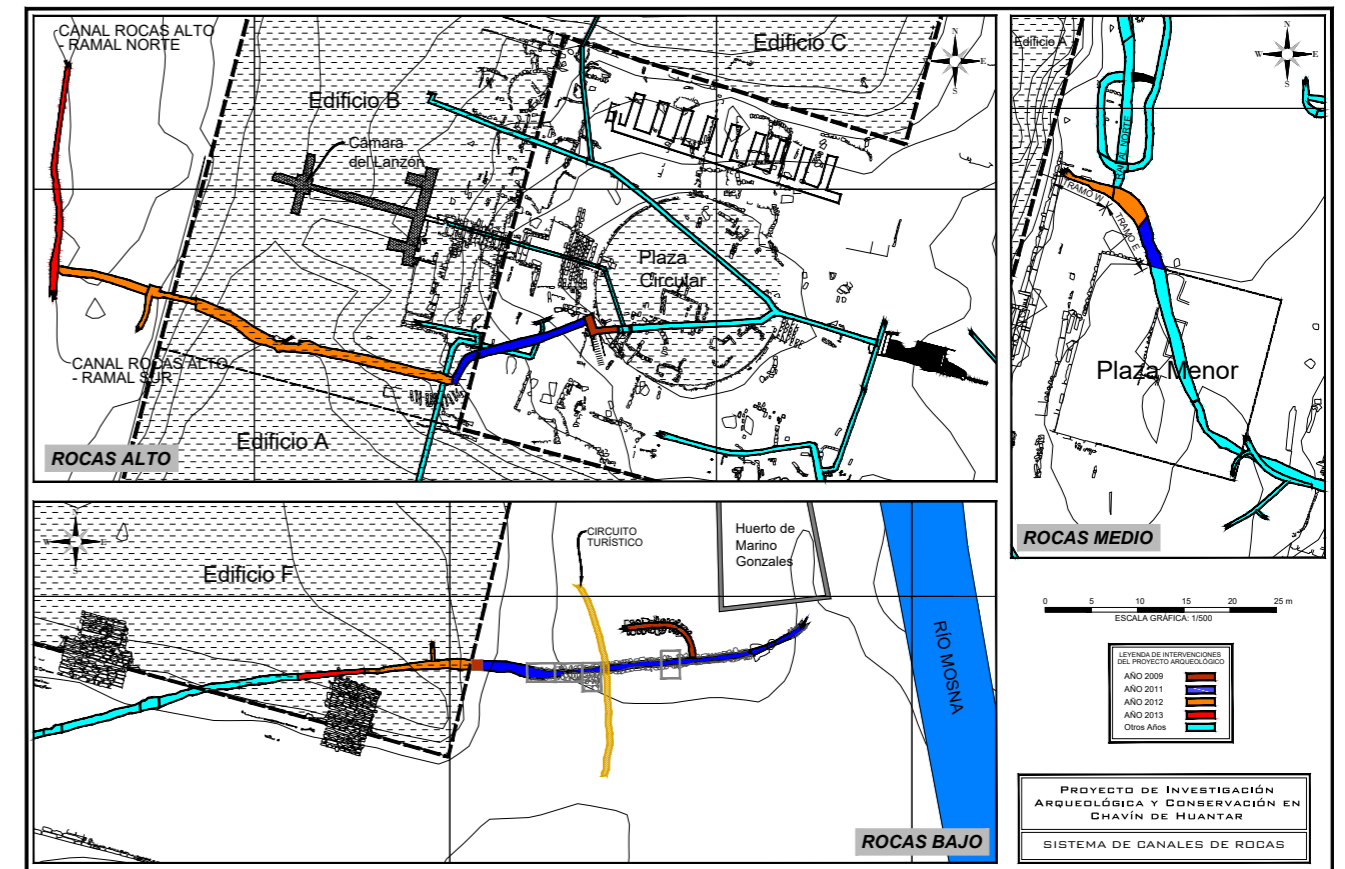 CANAL ROCAS ALTO
- RAMAL NORTE
Edificio B
Edificio C
N
W
E
S
Cámara
del Lanzón
Plaza
Circular
CANAL ROCAS ALTO
- RAMAL SUR
Edificio A
ROCAS ALTO
Edificio A
N
W
E
S
CANAL NORTE
TRAMO W
TRAMO E
Plaza Menor
ROCAS MEDIO
N
W
E
S
Edificio F
CIRCUITO
TURÍSTICO
Huerto de
Marino
Gonzales
RÍO MOSNA
ROCAS BAJO
0 5 10 15 20 25 m
ESCALA GRÁFICA: 1/500
LEYENDA DE INTERVENCIONES
DEL PROYECTO ARQUEOLÓGICO
AÑO 2009
AÑO 2011
AÑO 2012
AÑO 2013
Otros Años
PROYECTO DE INVESTIGACIÓN
ARQUEOLÓGICA Y CONSERVACIÓN EN
CHAVÍN DE HUANTAR
SISTEMA DE CANALES DE ROCAS